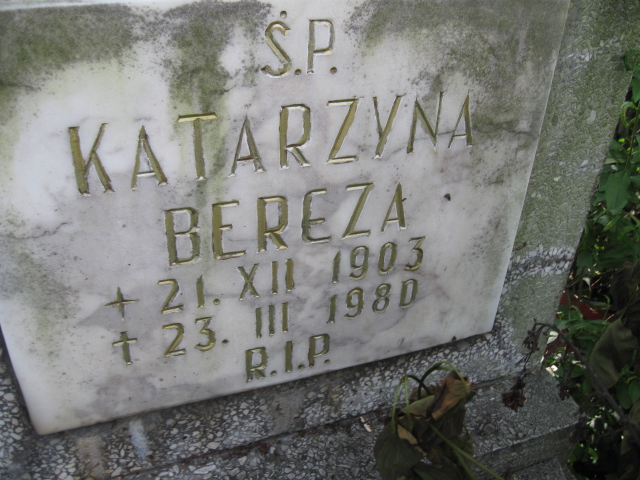 Ś.P.
KATARZYNA
BEREZA
+ 21. XII 1903
+ 23. III 1980
R.I.P.